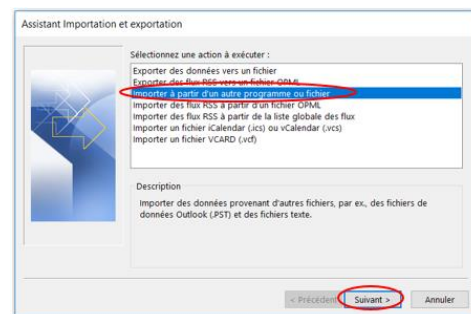 Assistant Importation et exportation
Sélectionnez une action à exécuter :
Exporter des données vers un fichier
Exporter des flux RSS vers un fichier OPML
Importer à partir d'un autre programme ou fichier
Importer des flux RSS à partir d'un fichier OPML
Importer des flux RSS à partir de la liste globale des flux
Importer un fichier iCalendar (.ics) ou vCalendar (.vcs)
Importer un fichier VCARD (.vcf)
Description
Importer des données provenant d'autres fichiers, par ex., des fichiers de
données Outlook (.PST) et des fichiers texte.
< Précédent Suivant > Annuler